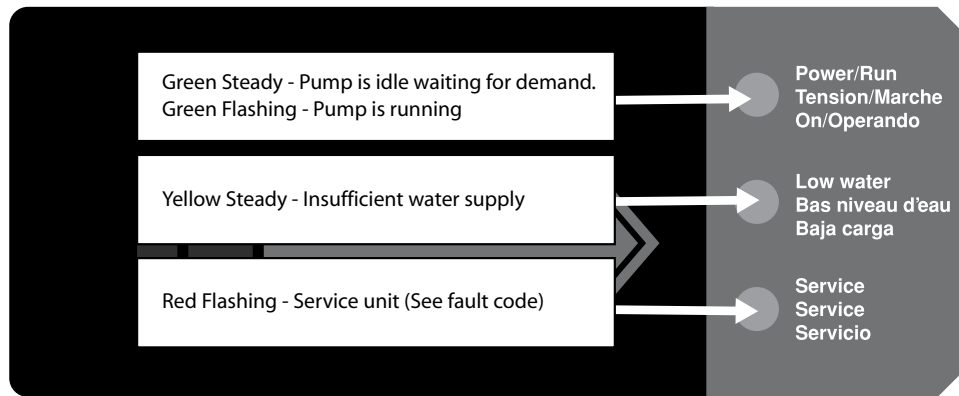 Green Steady - Pump is idle waiting for demand.
Green Flashing - Pump is running
Power/Run
Tension/Marche
On/Operando
Yellow Steady - Insufficient water supply
Low water
Bas niveau d'eau
Baja carga
Red Flashing - Service unit (See fault code)
Service
Service
Servicio